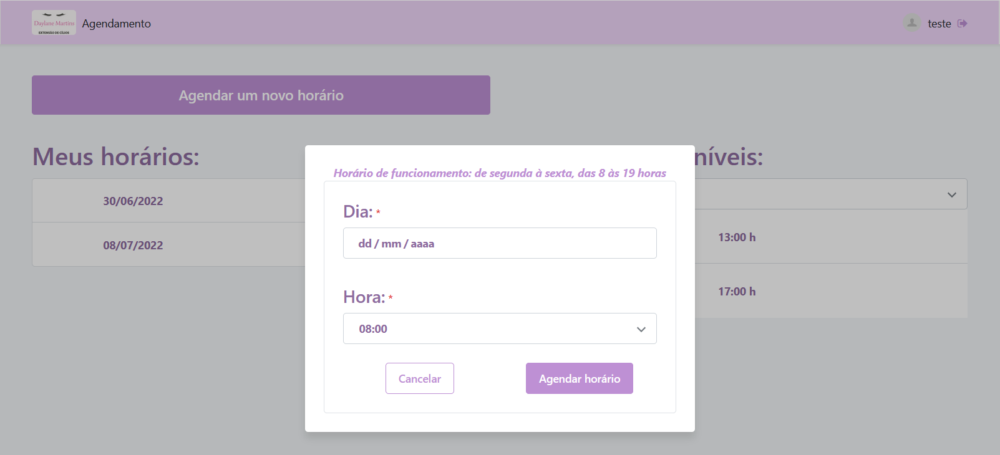 Daylane Martins
EXTENSÃO DE CÍLIOS
Agendamento
teste
Agendar um novo horário
Meus horários:
30/06/2022
08/07/2022
níveis:
13:00 h
17:00 h
Horário de funcionamento: de segunda à sexta, das 8 às 19 horas
Dia: *
dd / mm / aaaa
Hora: *
08:00
Cancelar
Agendar horário